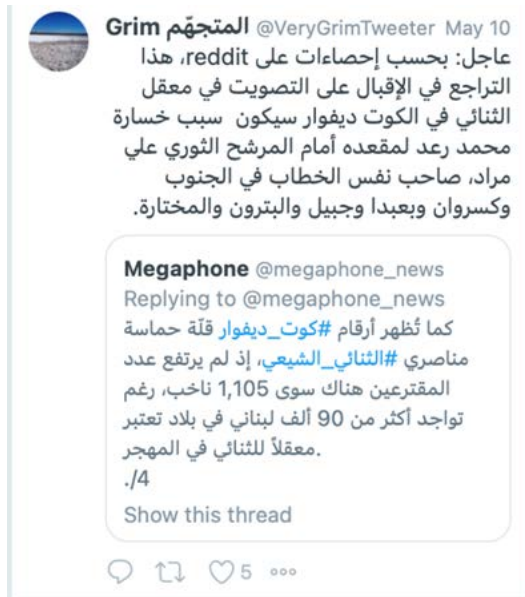 Grim المتجهّم @VeryGrimTweeter May 10
عاجل: بحسب إحصاءات على reddit، هذا
التراجع في الإقبال على التصويت في معقل
الثنائي في الكوت ديفوار سيكون سبب خسارة
محمد رعد لمقعده أمام المرشح الثوري علي
مراد، صاحب نفس الخطاب في الجنوب
وكسروان وبعبدا وجبيل والبترون والمختارة.
Megaphone @megaphone_news
Replying to @megaphone_news
كما تُظهر أرقام #كوت_ديفوار قلّة حماسة
مناصري #الثنائي_الشيعي، إذ لم يرتفع عدد
المقترعين هناك سوى 1,105 ناخب، رغم
تواجد أكثر من 90 ألف لبناني في بلاد تعتبر
معقلاً للثنائي في المهجر.
./4
Show this thread
5